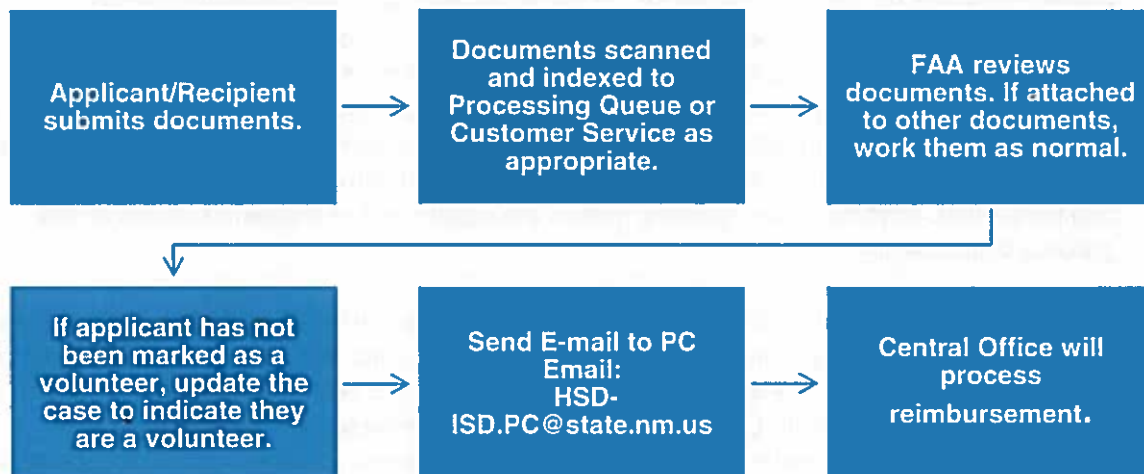 Applicant/Recipient
submits documents.
Documents scanned
and indexed to
Processing Queue or
Customer Service as
appropriate.
FAA reviews
documents. If attached
to other documents,
work them as normal.
If applicant has not
been marked as a
volunteer, update the
case to indicate they
are a volunteer.
Send E-mail to PC
Email:
HSD-
ISD.PC@state.nm.us
Central Office will
process
reimbursement.